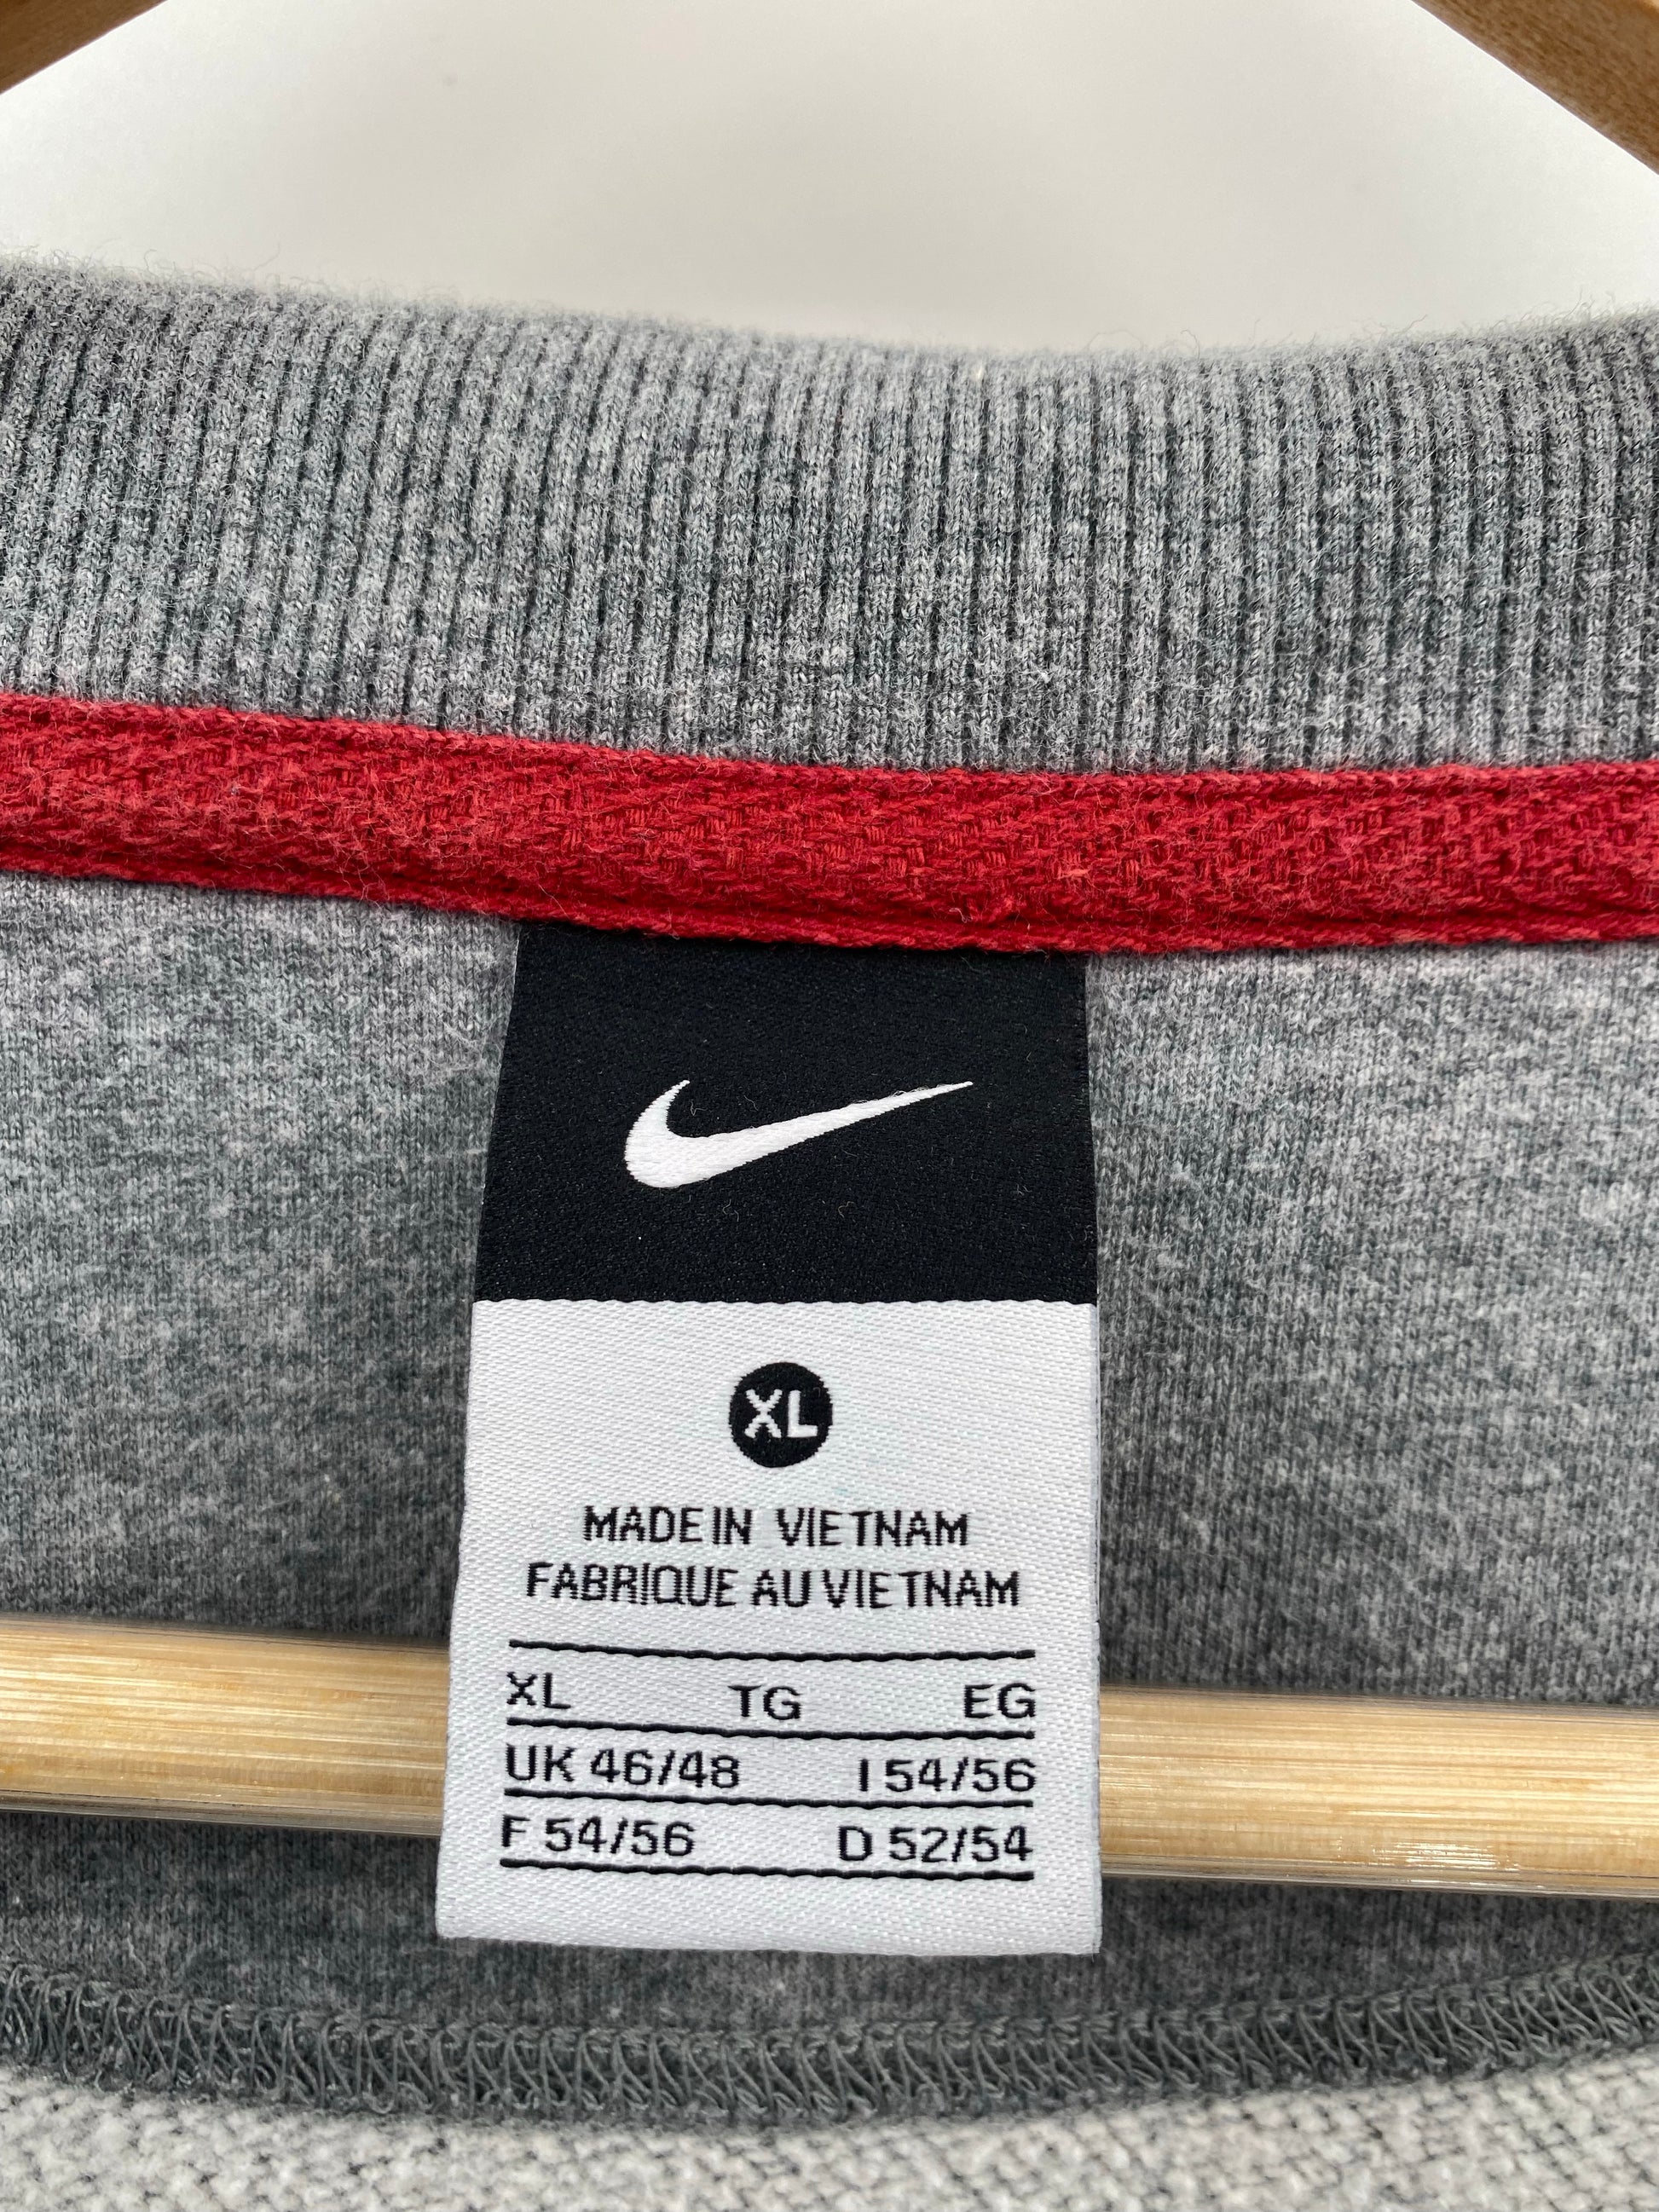 XL
MADE IN VIETNAM
FABRIQUE AU VIETNAM
XL TG EG
UK 46/48 I 54/56
F 54/56 D 52/54